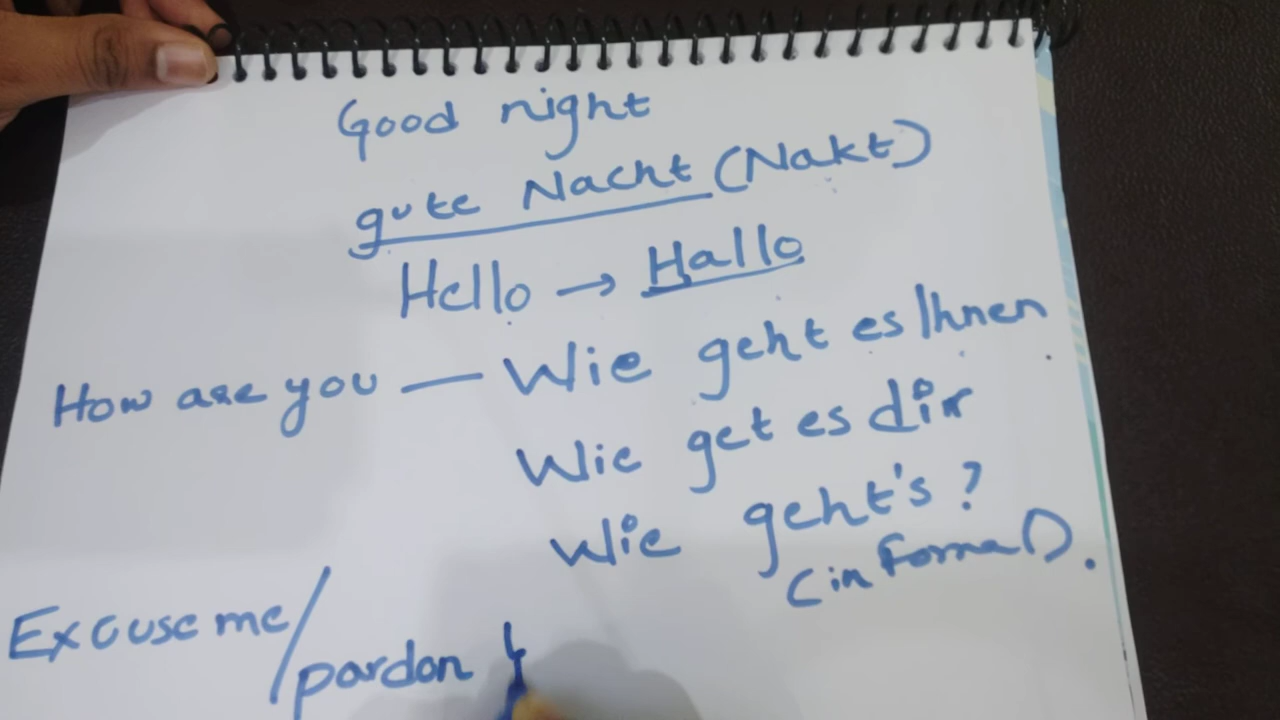 Good night
gute Nacht (Nakt)
Hello → Hallo
How are you — Wie geht es Ihnen
Wie get es dir
Wie geht's?
(informal).
Excuse me/
pardon